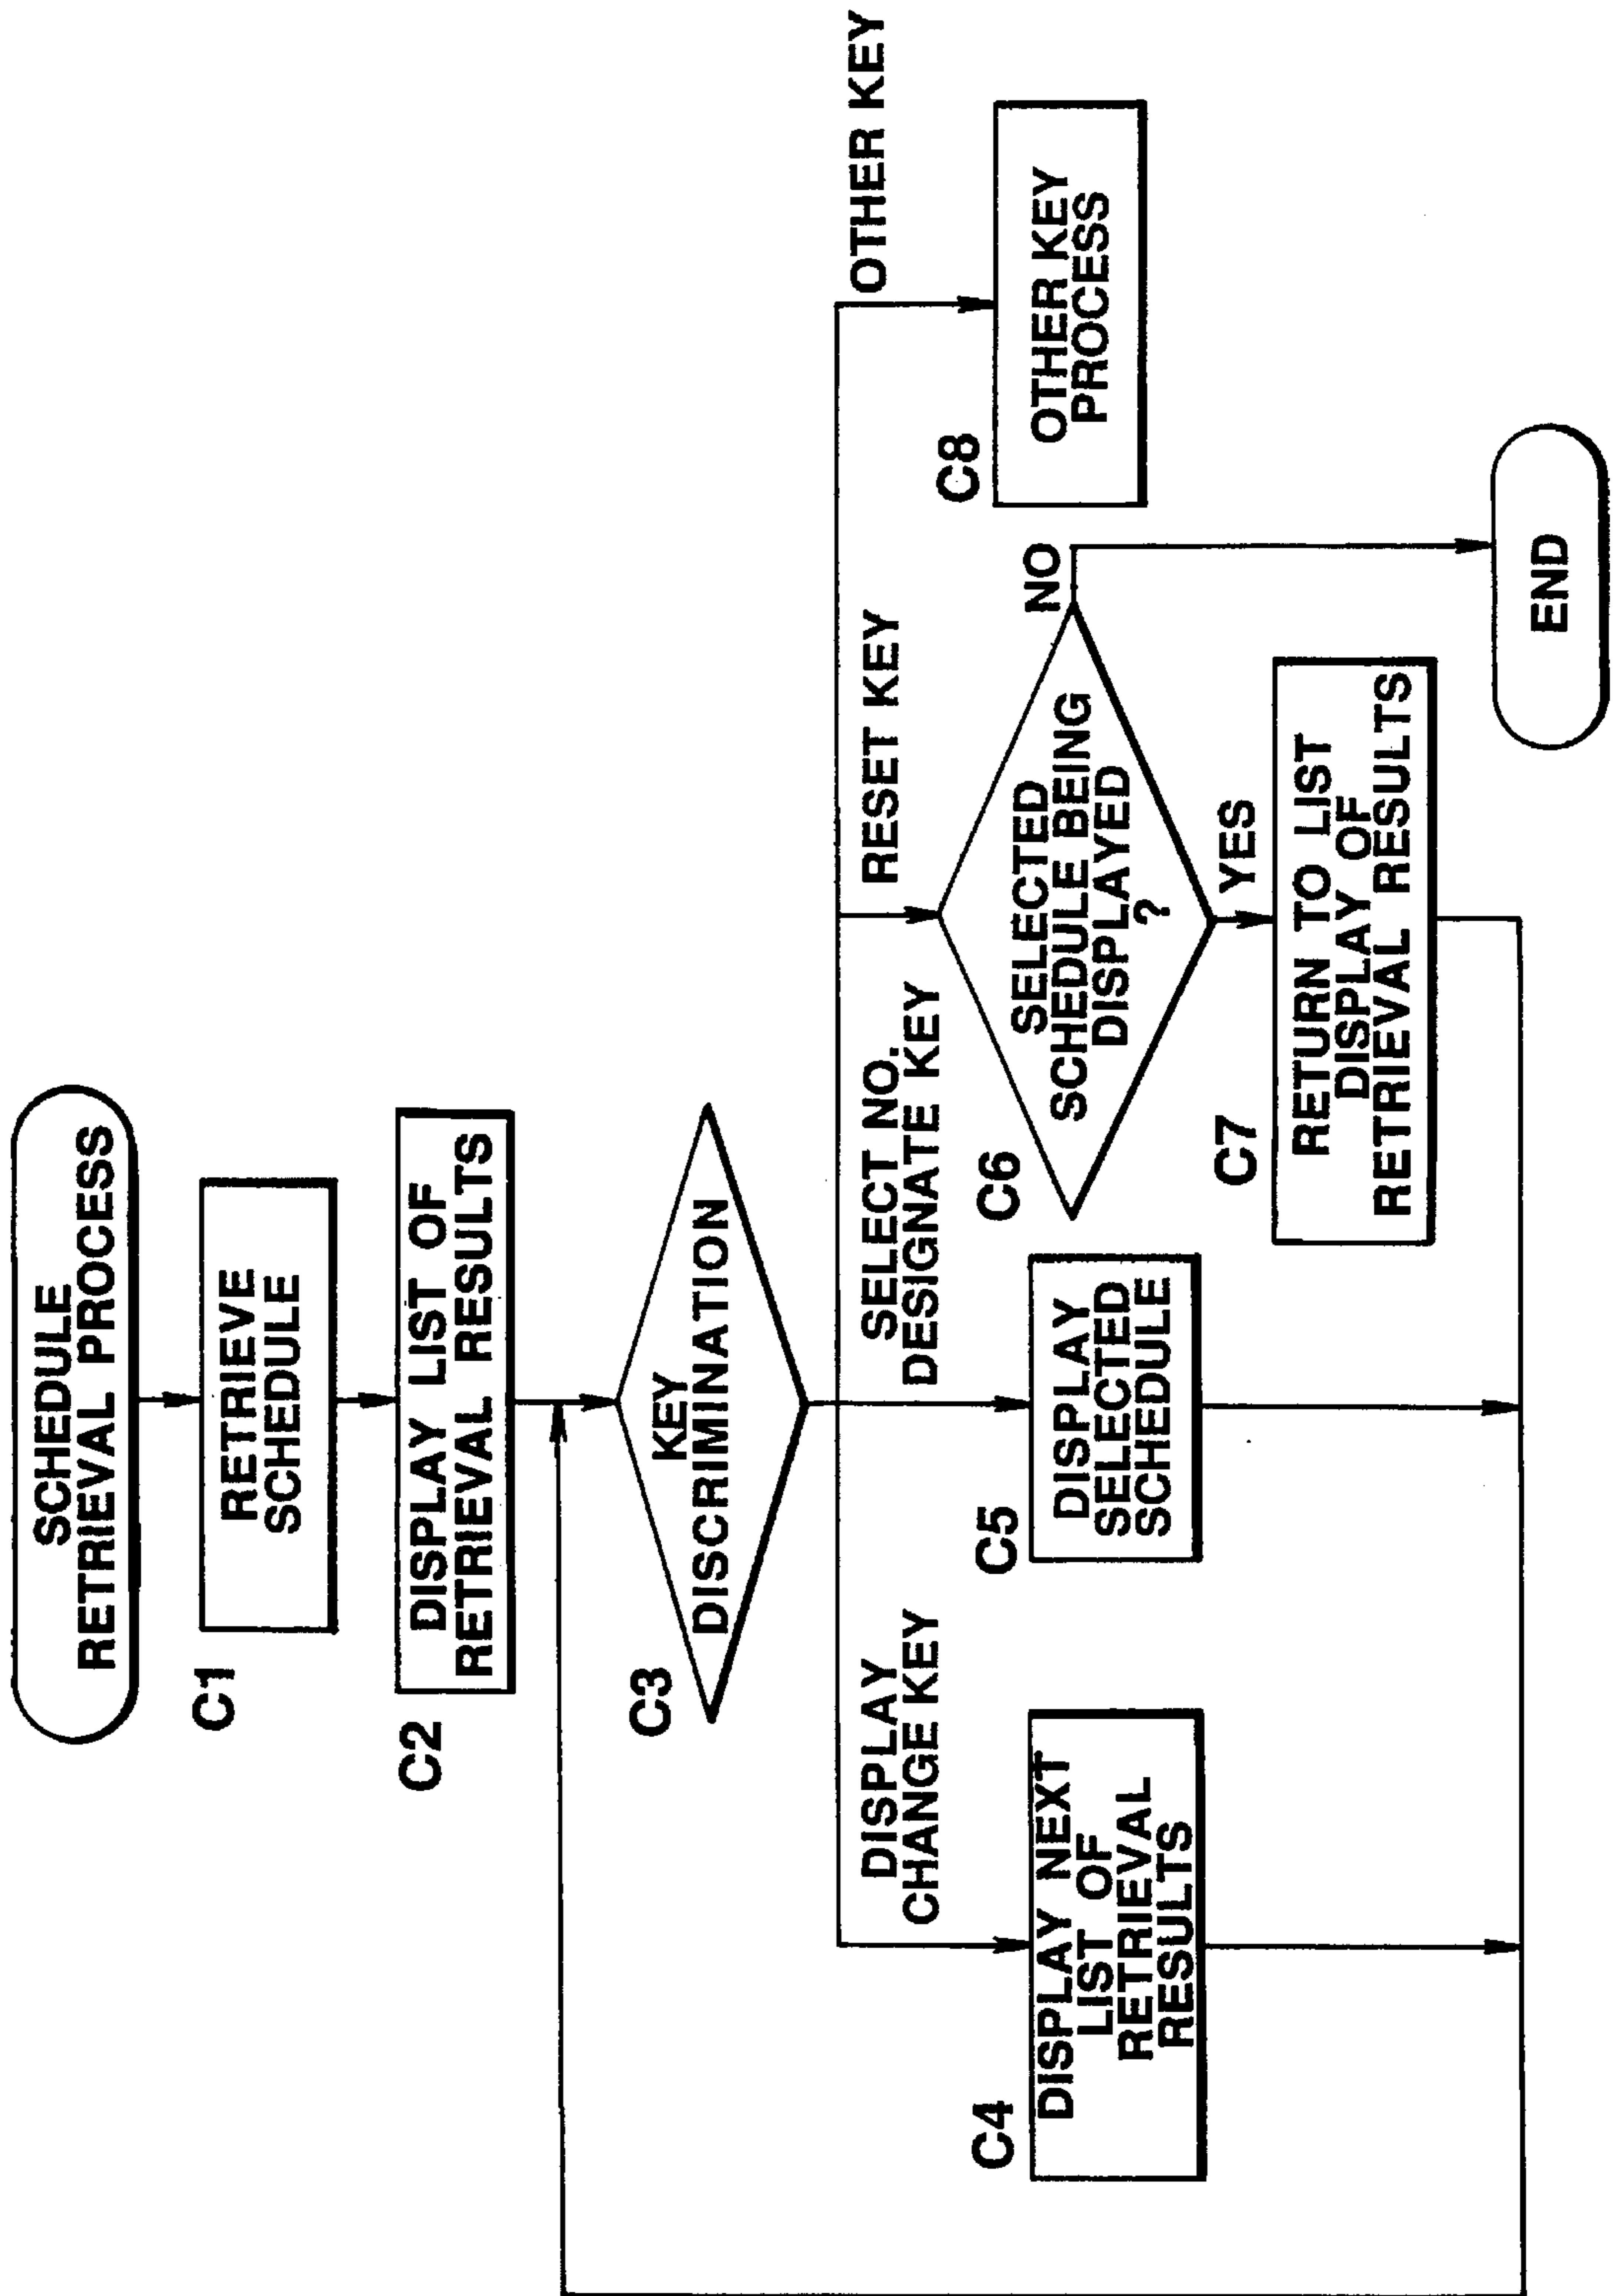 SCHEDULE
RETRIEVAL PROCESS
C1
RETRIEVE
SCHEDULE
C2
DISPLAY LIST OF
RETRIEVAL RESULTS
C3
KEY
DISCRIMINATION
DISPLAY
CHANGE KEY
SELECT NO.
DESIGNATE KEY
RESET KEY
OTHER KEY
C4
DISPLAY NEXT
LIST OF
RETRIEVAL
RESULTS
C5
DISPLAY
SELECTED
SCHEDULE
C6
SELECTED
SCHEDULE BEING
DISPLAYED
?
NO
YES
C7
RETURN TO LIST
DISPLAY OF
RETRIEVAL RESULTS
C8
OTHER KEY
PROCESS
END